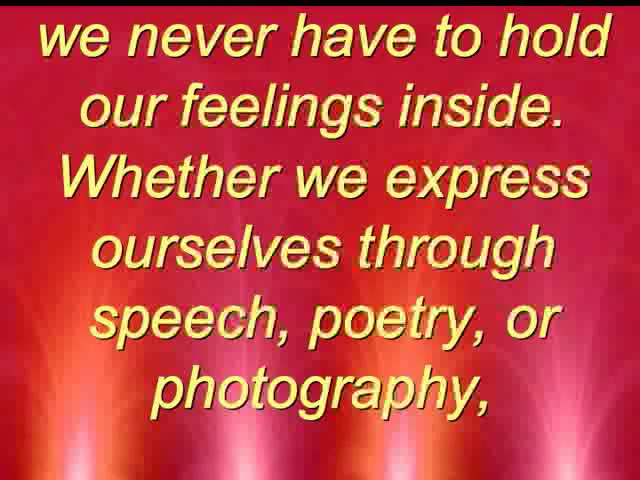 we never have to hold
our feelings inside.
Whether we express
ourselves through
speech, poetry, or
photography,